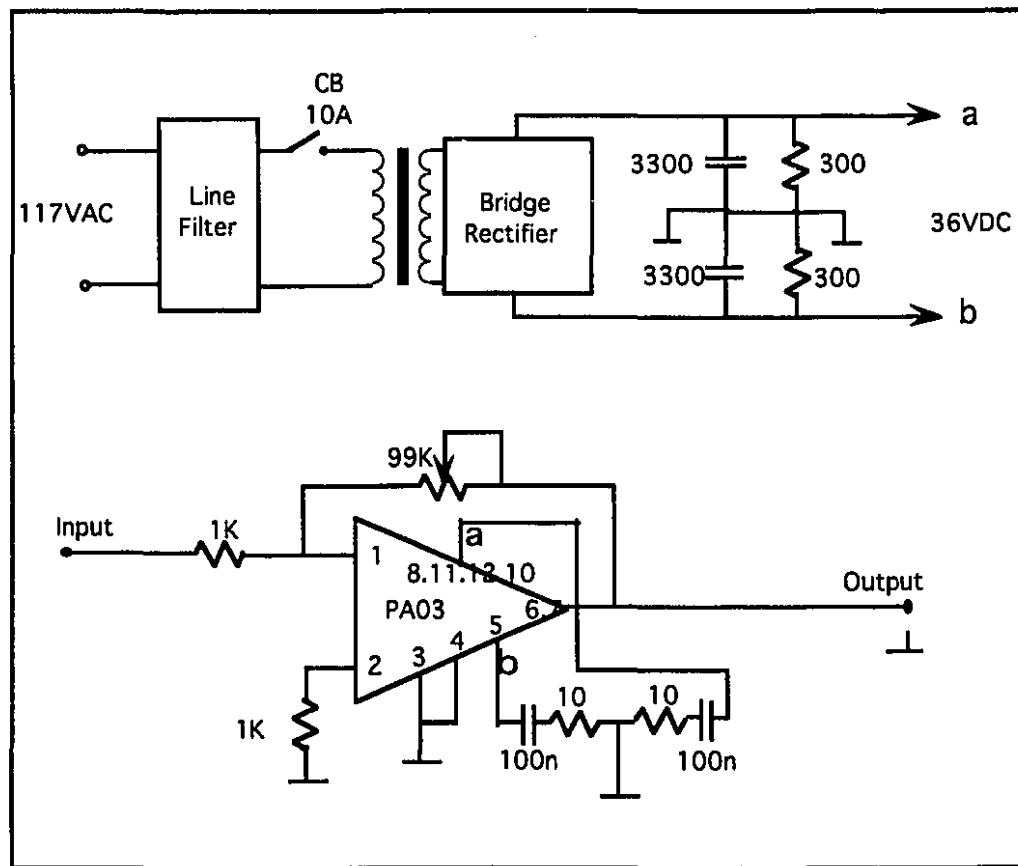 CB
10A
a
3300
300
Line
Filter
Bridge
Rectifier
117VAC
36VDC
3300
300
b
99K
Input
1K
a
1
8.11.12.10
Output
PA03
6,7
5
4
3
b
2
10
10
1K
100n
100n